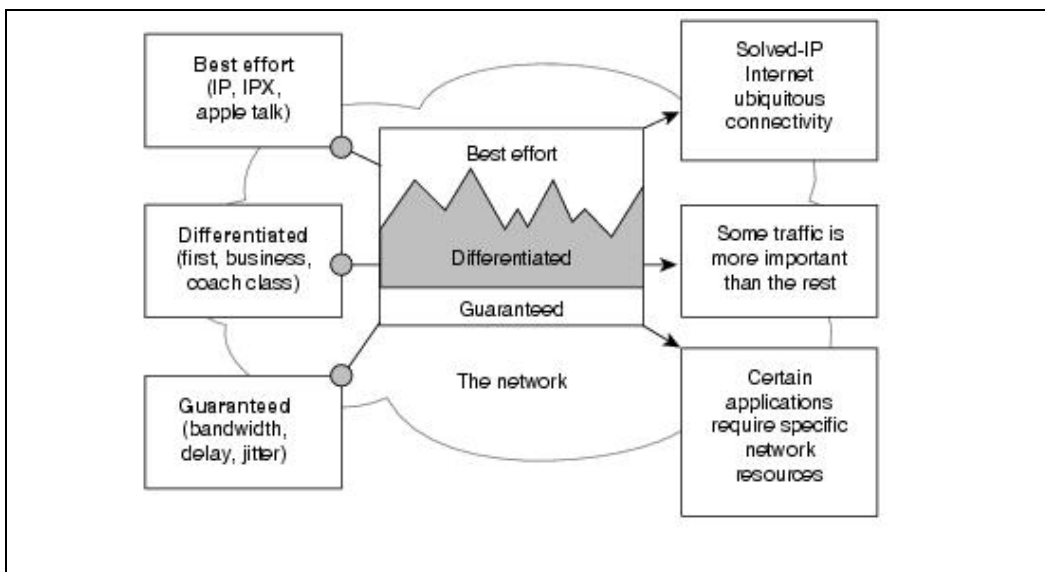 Best effort
(IP, IPX,
apple talk)
Differentiated
(first, business,
coach class)
Guaranteed
(bandwidth,
delay, jitter)
Best effort
Differentiated
Guaranteed
The network
Solved-IP
Internet
ubiquitous
connectivity
Some traffic is
more important
than the rest
Certain
applications
require specific
network
resources